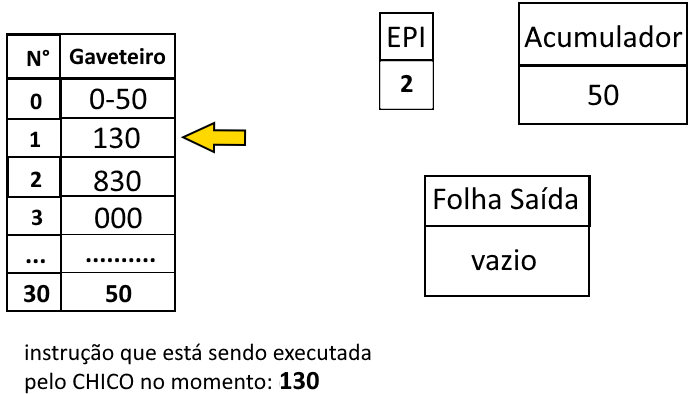 N° Gaveteiro
0 0-50
1 130
2 830
3 000
... ..........
30 50
EPI
2
Acumulador
50
Folha Saída
vazio
instrução que está sendo executada
pelo CHICO no momento: 130